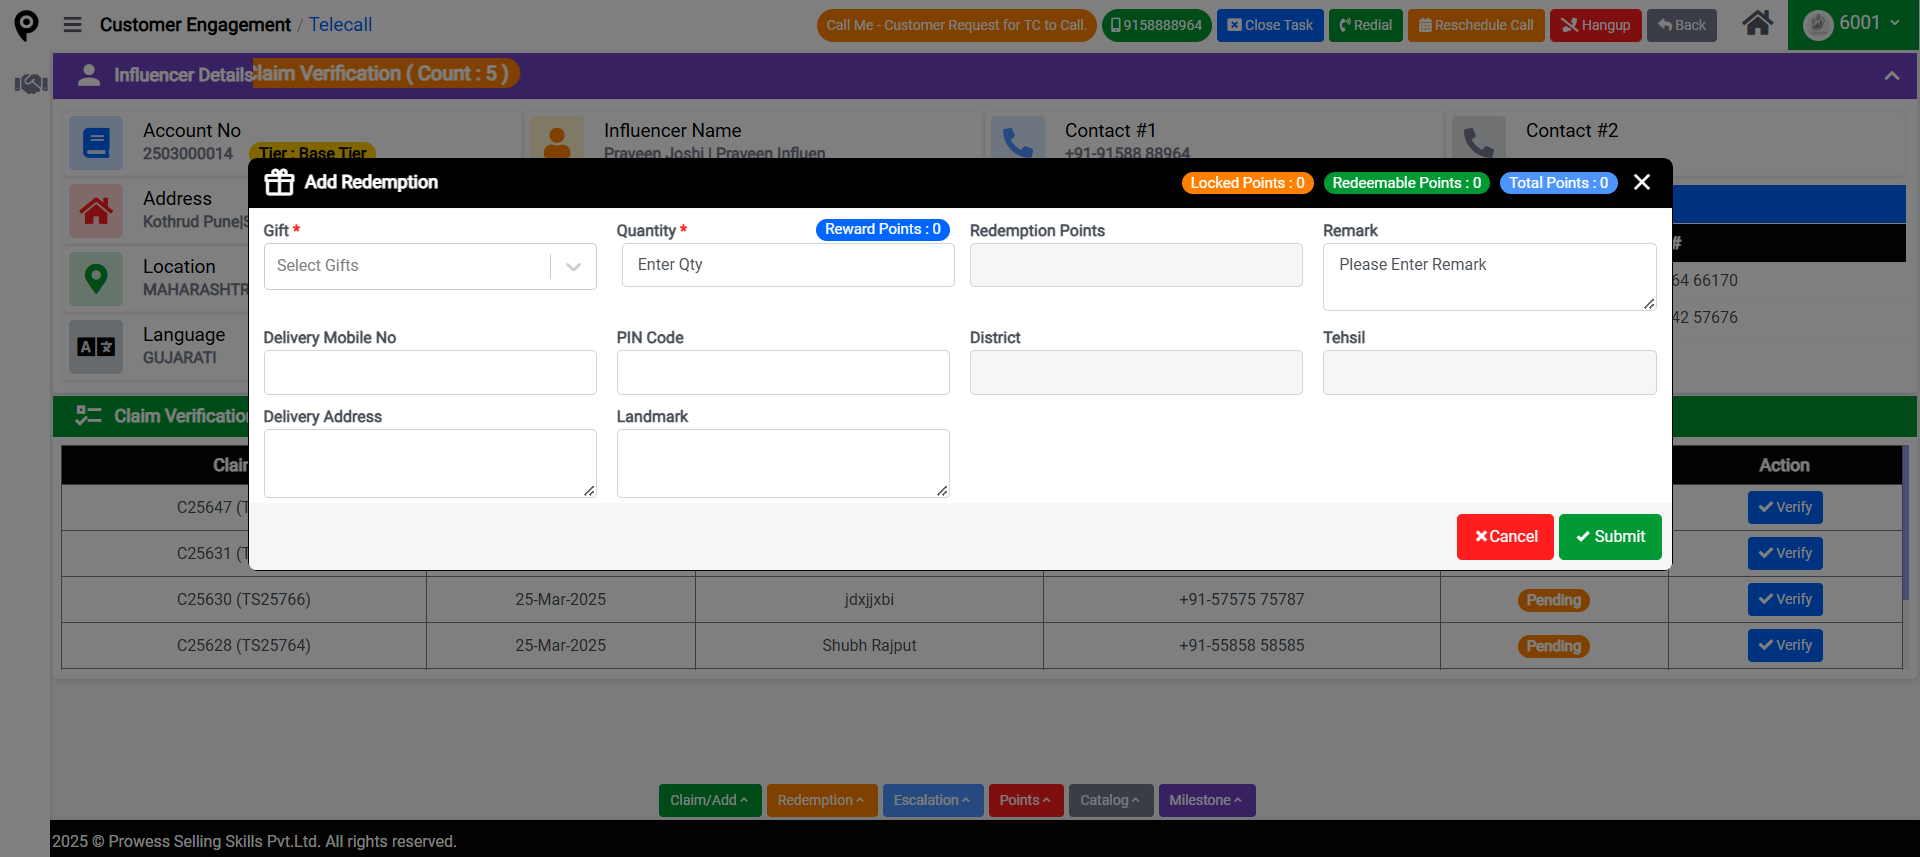 Customer Engagement / Telecall
Call Me - Customer Request for TC to Call.
9158888964
Close Task
Redial
Reschedule Call
Hangup
Back
6001
Influencer Details
Claim Verification ( Count : 5 )
Account No
2503000014
Tier : Base Tier
Influencer Name
Praveen Joshi | Praveen Influen
Contact #1
+91-91588 88964
Contact #2
Address
Kothrud Pune|S
Location
MAHARASHTR
Language
GUJARATI
#
64 66170
42 57676
Add Redemption
Locked Points : 0
Redeemable Points : 0
Total Points : 0
Gift *
Select Gifts
Quantity *
Reward Points : 0
Enter Qty
Redemption Points
Remark
Please Enter Remark
Delivery Mobile No
PIN Code
District
Tehsil
Delivery Address
Landmark
Cancel
Submit
Claim Verification
Clai
Action
C25647 (T
Verify
C25631 (T
Verify
C25630 (TS25766) 25-Mar-2025 jdxjjxbi +91-57575 75787 Pending Verify
C25628 (TS25764) 25-Mar-2025 Shubh Rajput +91-55858 58585 Pending Verify
Claim/Add
Redemption
Escalation
Points
Catalog
Milestone
2025 © Prowess Selling Skills Pvt.Ltd. All rights reserved.